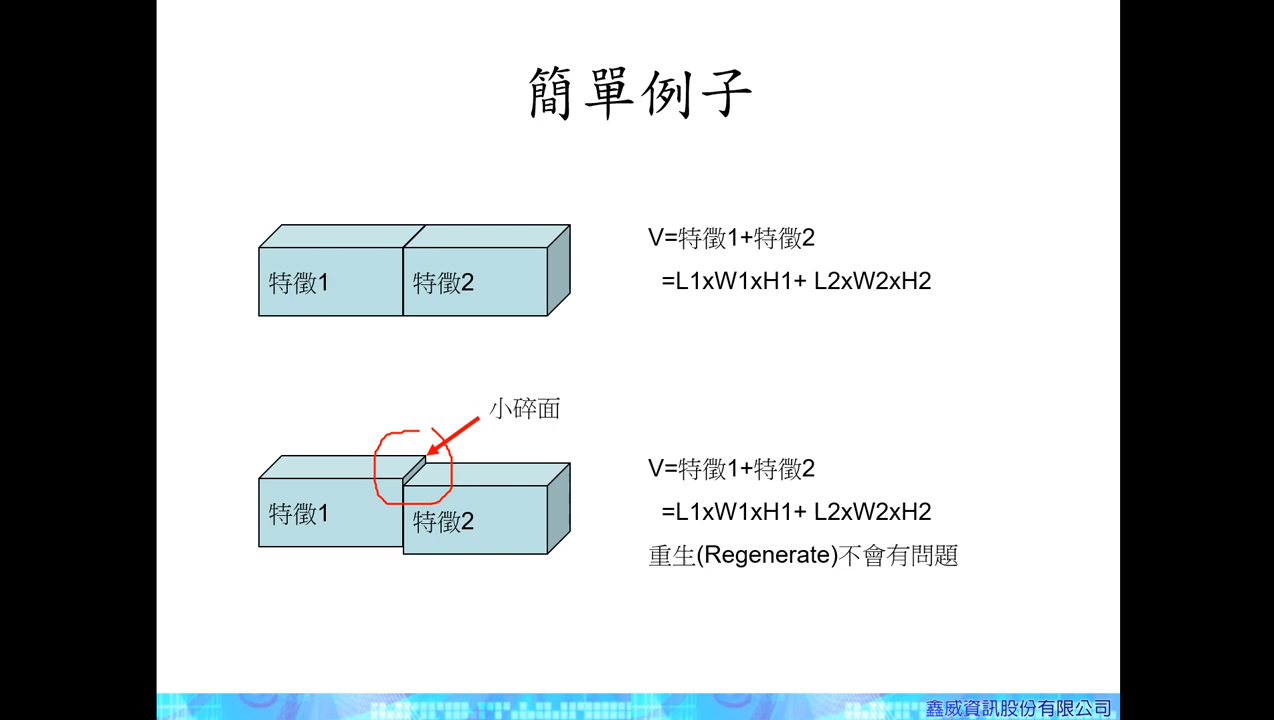 簡單例子
特徵1
特徵2
V=特徵1+特徵2
=L1xW1xH1+ L2xW2xH2
小碎面
特徵1
特徵2
V=特徵1+特徵2
=L1xW1xH1+ L2xW2xH2
重生(Regenerate)不會有問題
鑫威資訊股份有限公司